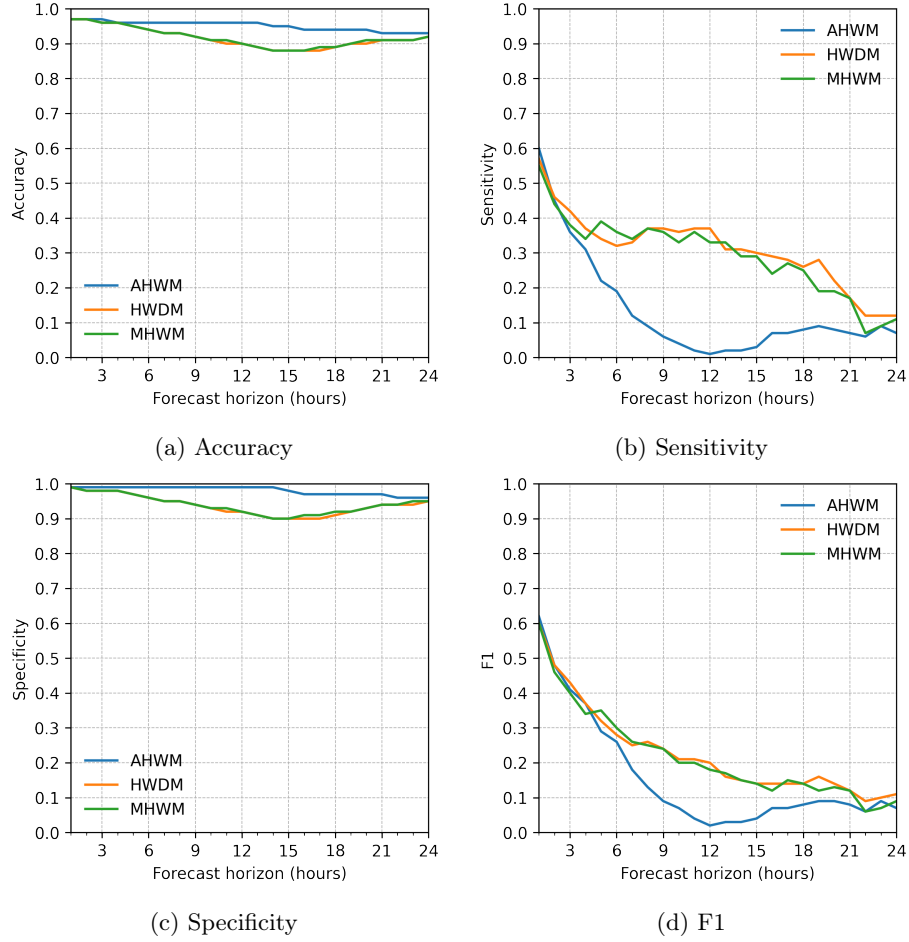 1.0
0.9
0.8
0.7
0.6
0.5
0.4
0.3
0.2
0.1
0.0
Accuracy
AHWM
HWDM
MHWM
3 6 9 12 15 18 21 24
Forecast horizon (hours)
(a) Accuracy
1.0
0.9
0.8
0.7
0.6
0.5
0.4
0.3
0.2
0.1
0.0
Sensitivity
AHWM
HWDM
MHWM
3 6 9 12 15 18 21 24
Forecast horizon (hours)
(b) Sensitivity
1.0
0.9
0.8
0.7
0.6
0.5
0.4
0.3
0.2
0.1
0.0
Specificity
AHWM
HWDM
MHWM
3 6 9 12 15 18 21 24
Forecast horizon (hours)
(c) Specificity
1.0
0.9
0.8
0.7
0.6
0.5
0.4
0.3
0.2
0.1
0.0
F1
AHWM
HWDM
MHWM
3 6 9 12 15 18 21 24
Forecast horizon (hours)
(d) F1